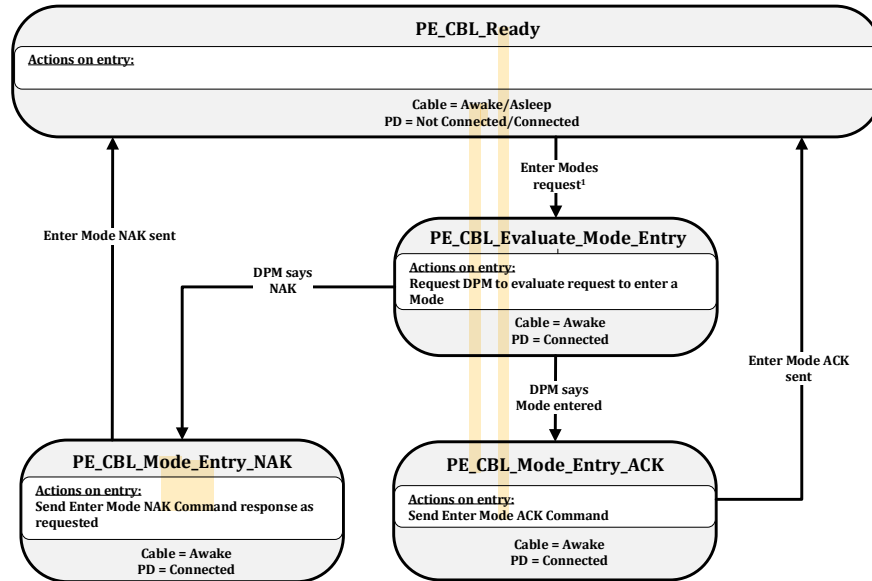 PE_CBL_Ready
Actions on entry:
Cable = Awake/Asleep
PD = Not Connected/Connected
Enter Modes
request¹
Enter Mode NAK sent
PE_CBL_Evaluate_Mode_Entry
Actions on entry:
Request DPM to evaluate request to enter a
Mode
Cable = Awake
PD = Connected
DPM says
NAK
Enter Mode ACK
sent
DPM says
Mode entered
PE_CBL_Mode_Entry_NAK
Actions on entry:
Send Enter Mode NAK Command response as
requested
Cable = Awake
PD = Connected
PE_CBL_Mode_Entry_ACK
Actions on entry:
Send Enter Mode ACK Command
Cable = Awake
PD = Connected